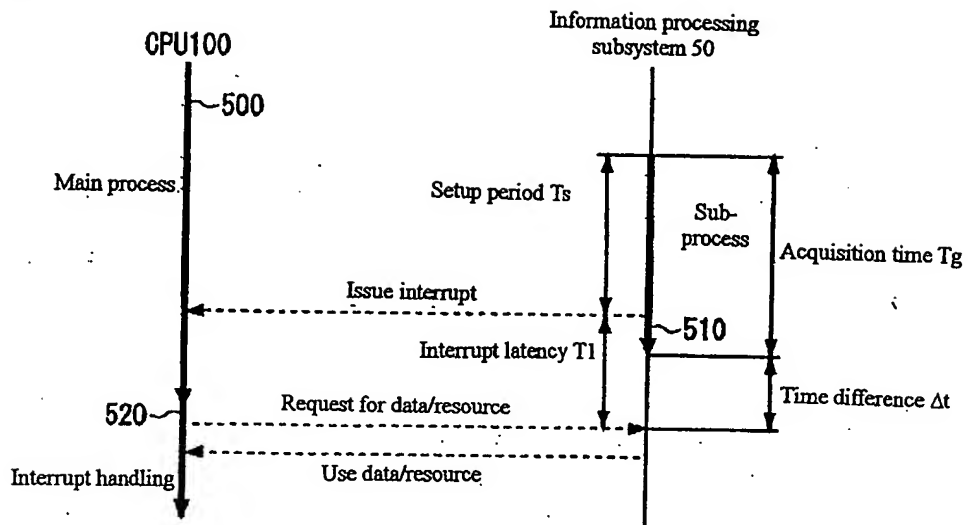 CPU100
Information processing
subsystem 50
500
Main process
Setup period Ts
Sub-
process
Acquisition time Tg
Issue interrupt
510
Interrupt latency T1
Time difference Δt
520
Request for data/resource
Use data/resource
Interrupt handling